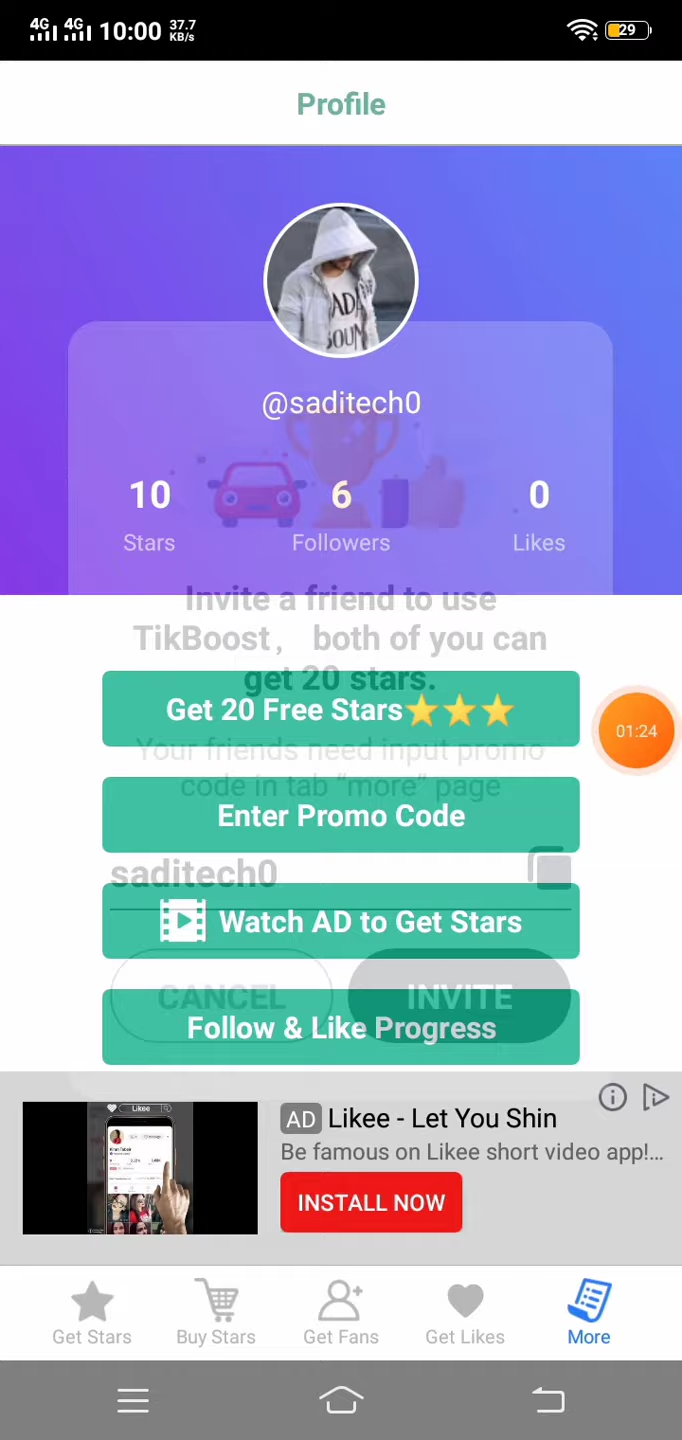 4G 4G 10:00 37.7 KB/s 29
Profile
ADA
SOUN
@saditech0
10 6 0
Stars Followers Likes
Invite a friend to use
TikBoost, both of you can
get 20 stars.
Get 20 Free Stars⭐⭐⭐
01:24
Your friends need input promo
code in tab "more" page
Enter Promo Code
saditech0
Watch AD to Get Stars
CANCEL INVITE
Follow & Like Progress
Likee
AD Likee - Let You Shin
Be famous on Likee short video app!...
INSTALL NOW
Get Stars Buy Stars Get Fans Get Likes More